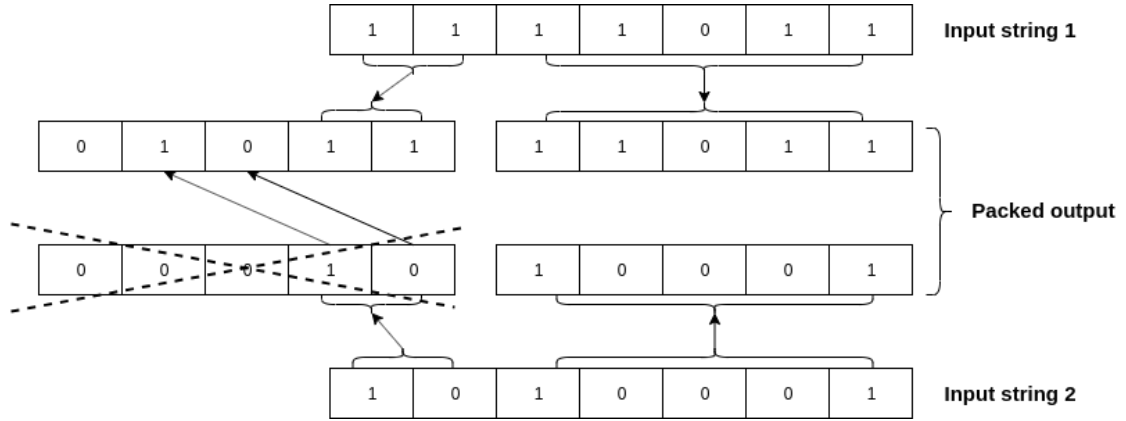 1 1 1 1 0 1 1 Input string 1
0 1 0 1 1 1 1 0 1 1
Packed output
0 0 0 1 0 1 0 0 0 1
1 0 1 0 0 0 1 Input string 2